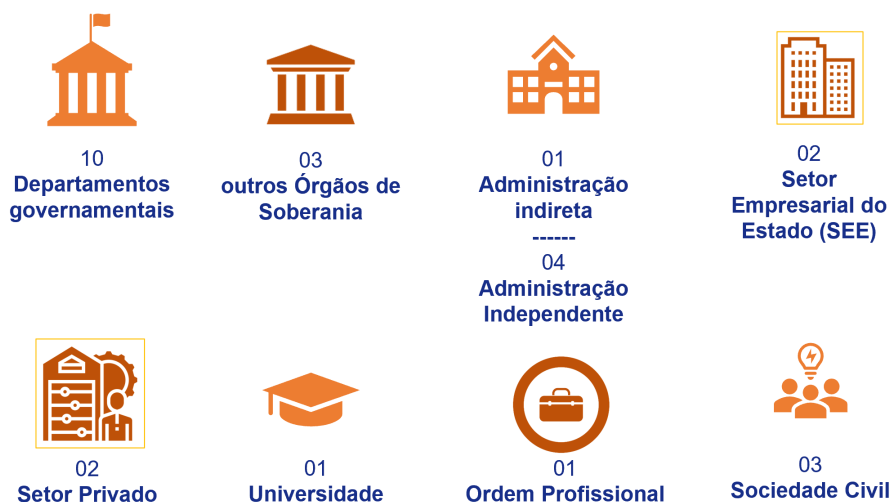 10
Departamentos
governamentais
03
outros Órgãos de
Soberania
01
Administração
indireta
------
04
Administração
Independente
02
Setor
Empresarial do
Estado (SEE)
02
Setor Privado
01
Universidade
01
Ordem Profissional
03
Sociedade Civil